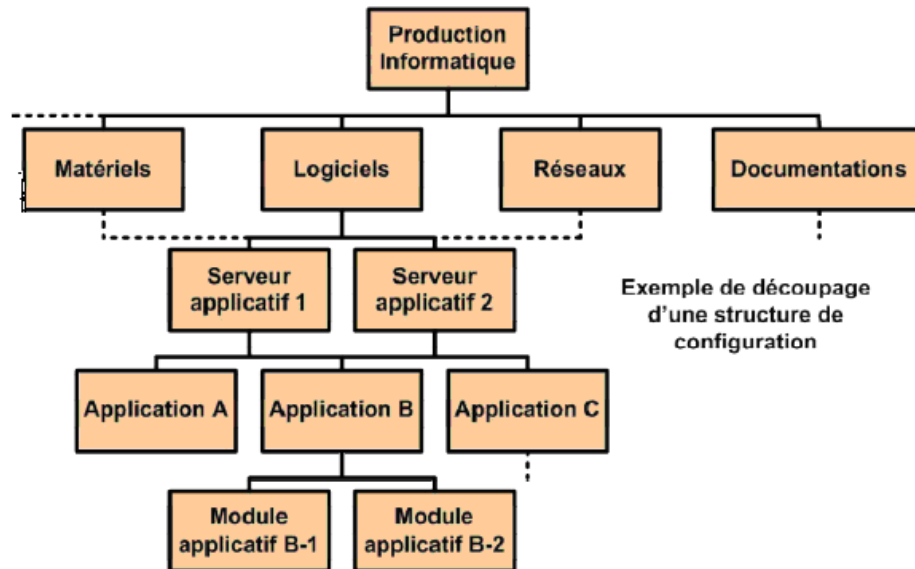 Production
Informatique
Matériels
Logiciels
Réseaux
Documentations
Serveur
applicatif 1
Serveur
applicatif 2
Exemple de découpage
d'une structure de
configuration
Application A
Application B
Application C
Module
applicatif B-1
Module
applicatif B-2